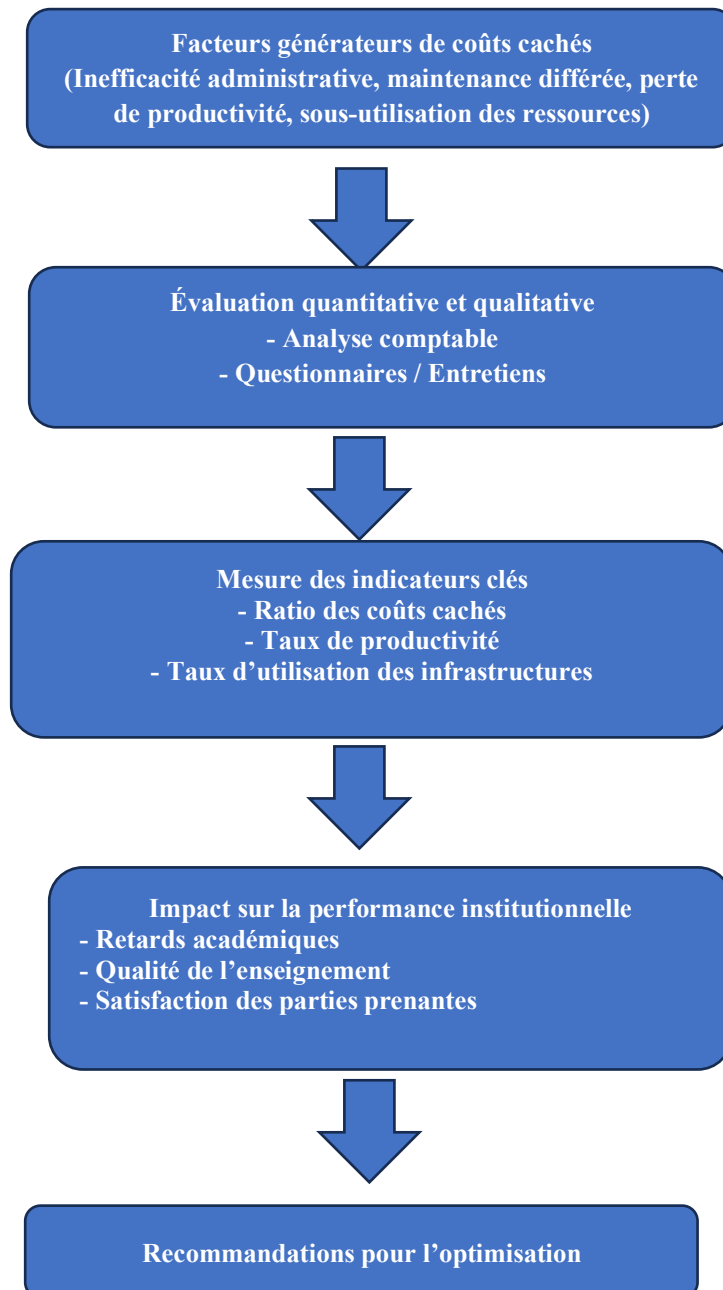 Facteurs générateurs de coûts cachés
(Inefficacité administrative, maintenance différée, perte
de productivité, sous-utilisation des ressources)
Évaluation quantitative et qualitative
- Analyse comptable
- Questionnaires / Entretiens
Mesure des indicateurs clés
- Ratio des coûts cachés
- Taux de productivité
- Taux d’utilisation des infrastructures
Impact sur la performance institutionnelle
- Retards académiques
- Qualité de l’enseignement
- Satisfaction des parties prenantes
Recommandations pour l’optimisation